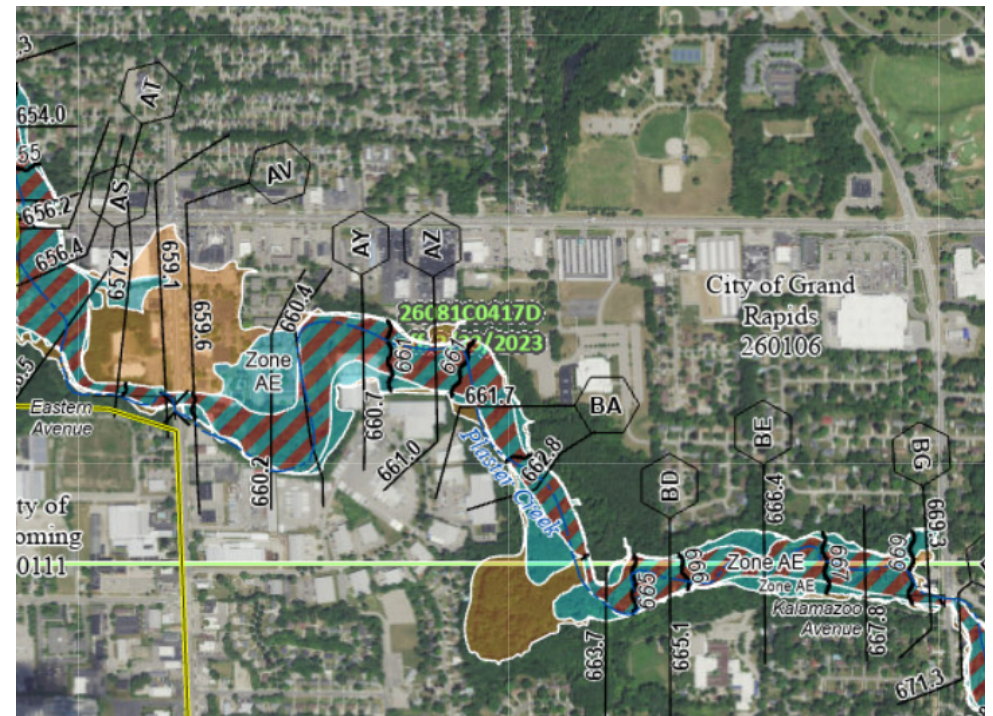 .3
AT
654.0
55
AS
AV
656.2
656.4
657.2
659.1
AY
AZ
659.6
660.4
26081C0417D
/2023
City of Grand
Rapids
260106
Zone
AE
661
661
661.7
BA
660.7
Eastern
Avenue
661.0
Plaster Creek
662.8
660.2
BD
BE
BG
666.4
669.3
ty of
oming
0111
665
666
Zone AE
Zone AE
667
669
Kalamazoo
Avenue
663.7
665.1
667.8
671.3